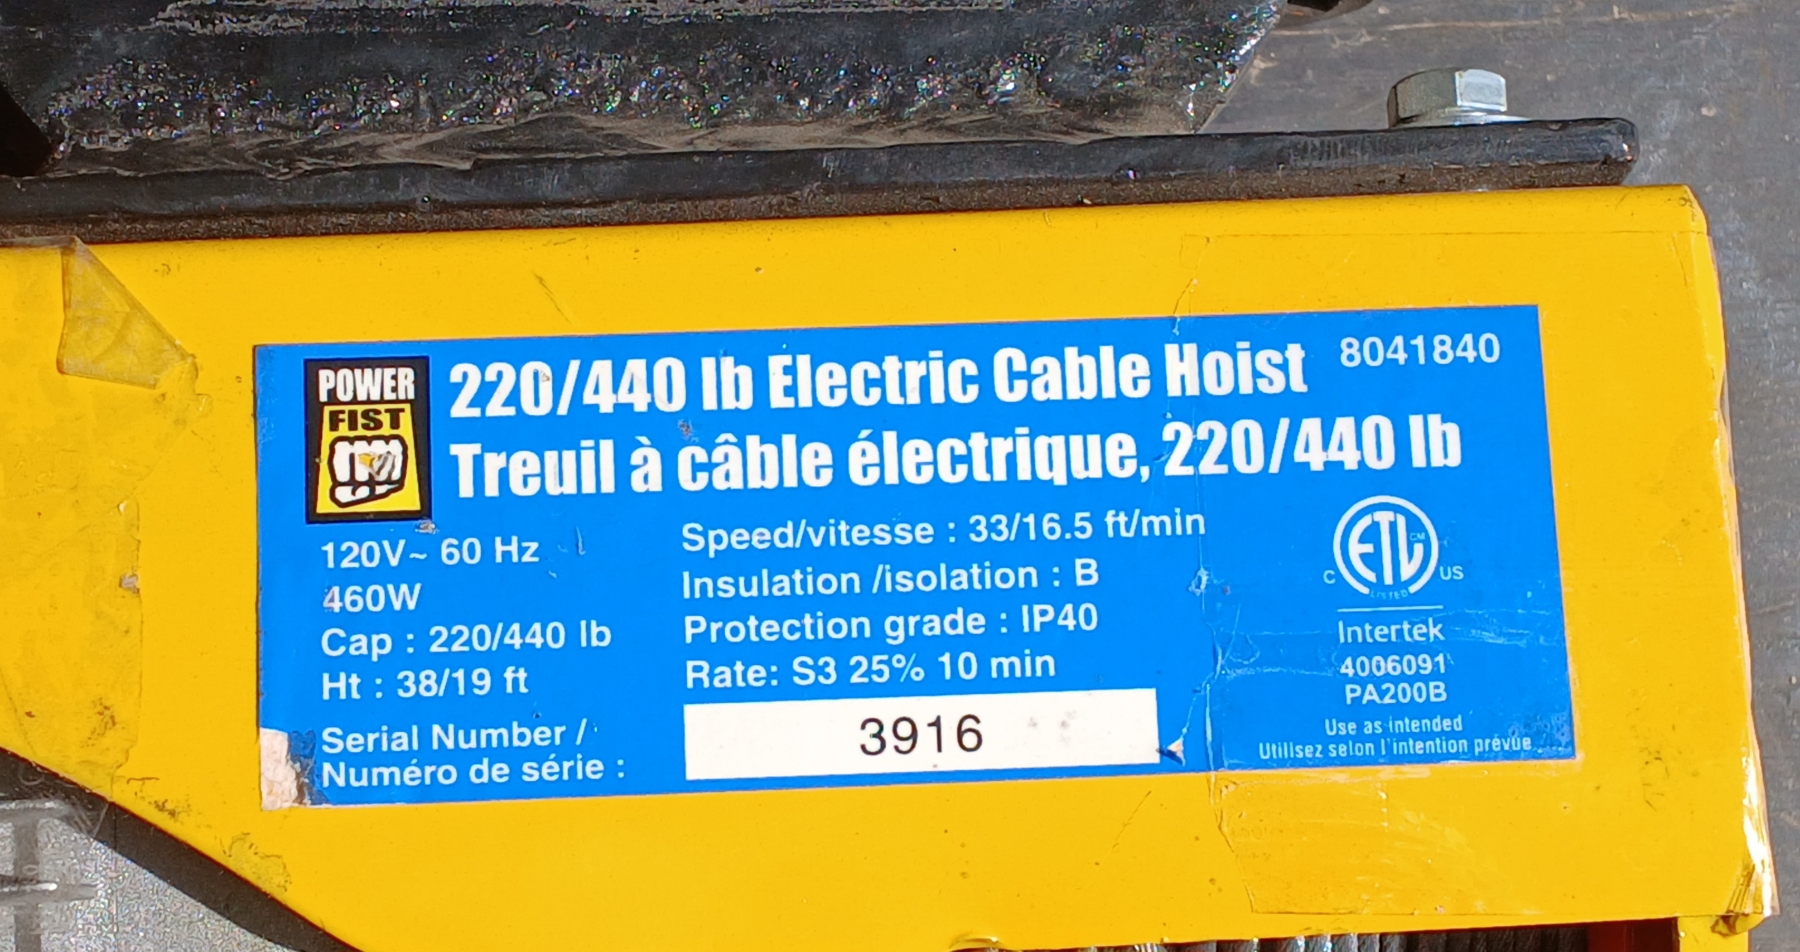 POWER
FIST
220/440 lb Electric Cable Hoist 8041840
Treuil à câble électrique, 220/440 lb
120V~ 60 Hz
460W
Cap : 220/440 lb
Ht : 38/19 ft
Speed/vitesse : 33/16.5 ft/min
Insulation /isolation : B
Protection grade : IP40
Rate: S3 25% 10 min
Serial Number /
Numéro de série :
3916
ETL CM
C US
LISTED
Intertek
4006091
PA200B
Use as intended
Utilisez selon l'intention prévue